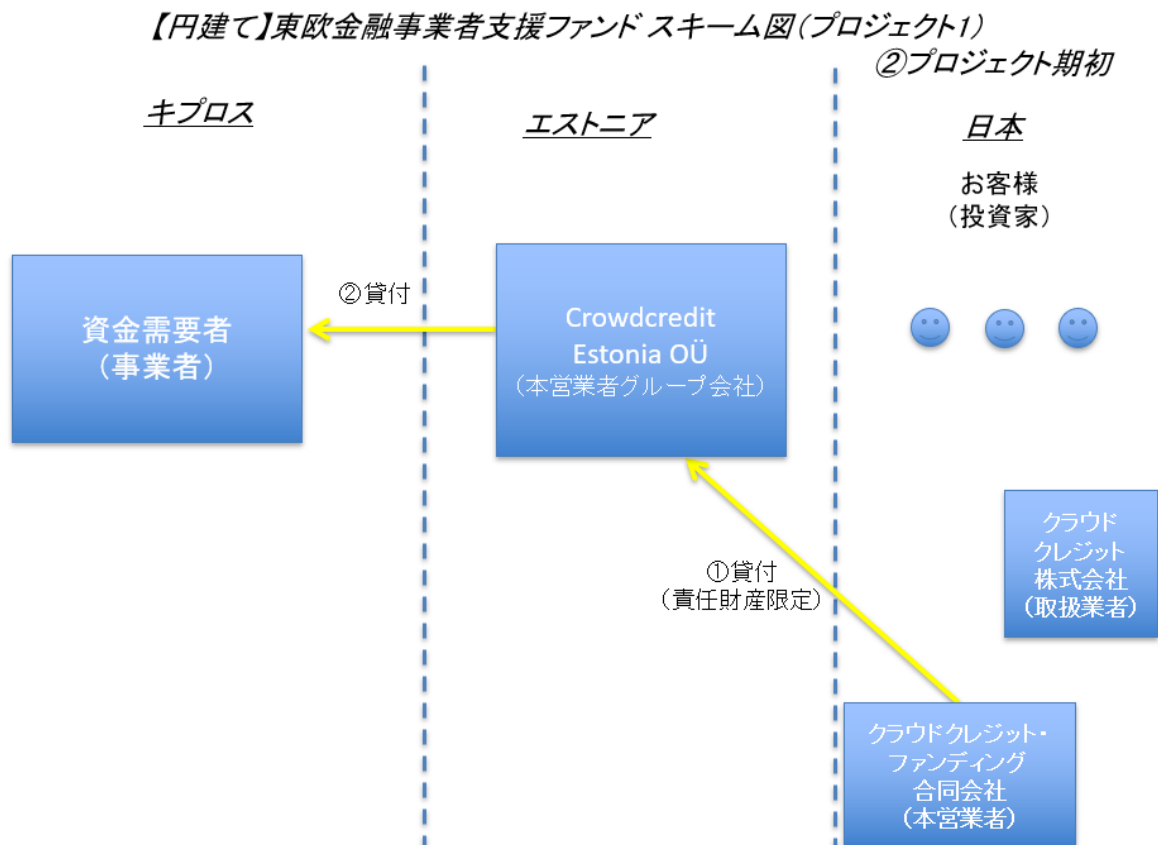 【円建て】東欧金融事業者支援ファンド スキーム図(プロジェクト1)
②プロジェクト期初
キプロス
エストニア
日本
お客様
(投資家)
資金需要者
(事業者)
②貸付
Crowdcredit
Estonia OÜ
(本営業者グループ会社)
①貸付
(責任財産限定)
クラウド
クレジット
株式会社
(取扱業者)
クラウドクレジット・
ファンディング
合同会社
(本営業者)